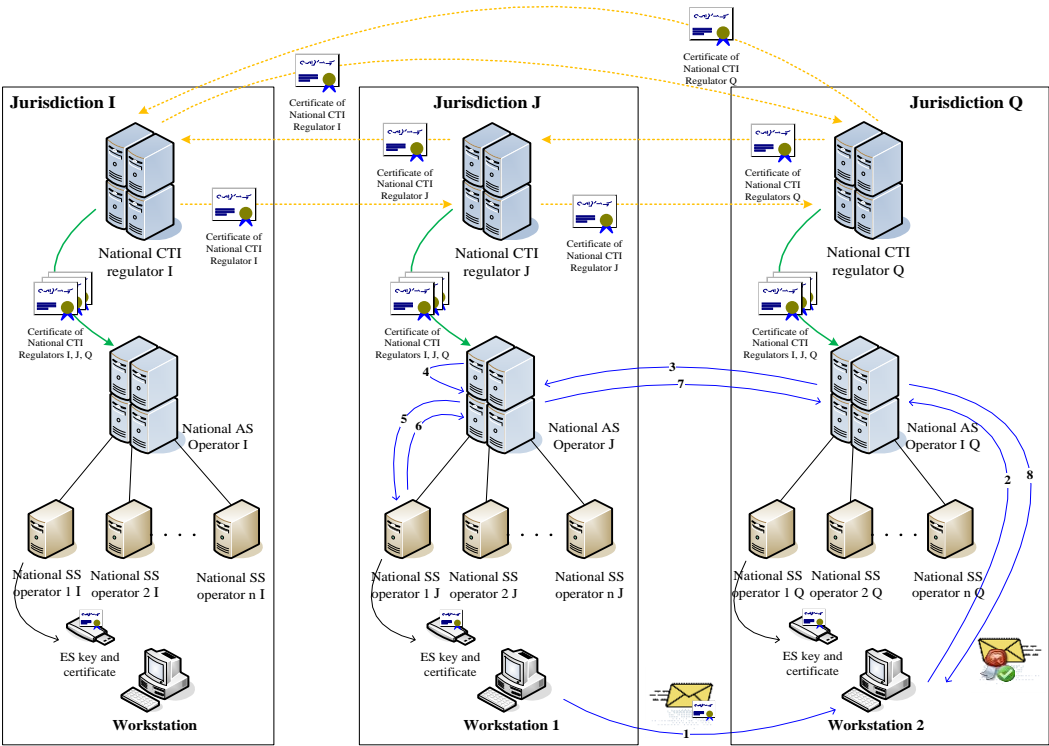 Certificate of
National CTI
Regulator Q
Certificate of
National CTI
Regulator I
Jurisdiction I
Jurisdiction J
Jurisdiction Q
Certificate of
National CTI
Regulator J
Certificate of
National CTI
Regulators Q
Certificate of
National CTI
Regulator I
Certificate of
National CTI
Regulator J
National CTI
regulator I
National CTI
regulator J
National CTI
regulator Q
Certificate of
National CTI
Regulators I, J, Q
Certificate of
National CTI
Regulators I, J, Q
Certificate of
National CTI
Regulators I, J, Q
4
3
7
5
6
National AS
Operator I
National AS
Operator J
National AS
Operator I Q
2
8
. . .
. . .
. . .
National SS
operator 1 I
National SS
operator 2 I
National SS
operator n I
National SS
operator 1 J
National SS
operator 2 J
National SS
operator n J
National SS
operator 1 Q
National SS
operator 2 Q
National SS
operator n Q
ES key and
certificate
ES key and
certificate
ES key and
certificate
Workstation
Workstation 1
1
Workstation 2